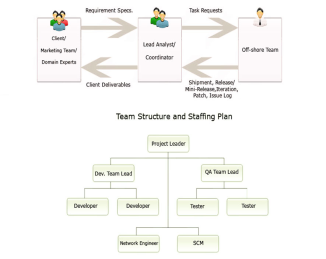 Requirement Specs.
Task Requests
Client/
Marketing Team/
Domain Experts
Lead Analyst/
Coordinator
Off-shore Team
Client Deliverables
Shipment, Release/
Mini-Release,Iteration,
Patch, Issue Log
Team Structure and Staffing Plan
Project Leader
Dev. Team Lead
QA Team Lead
Developer
Developer
Tester
Tester
Network Engineer
SCM